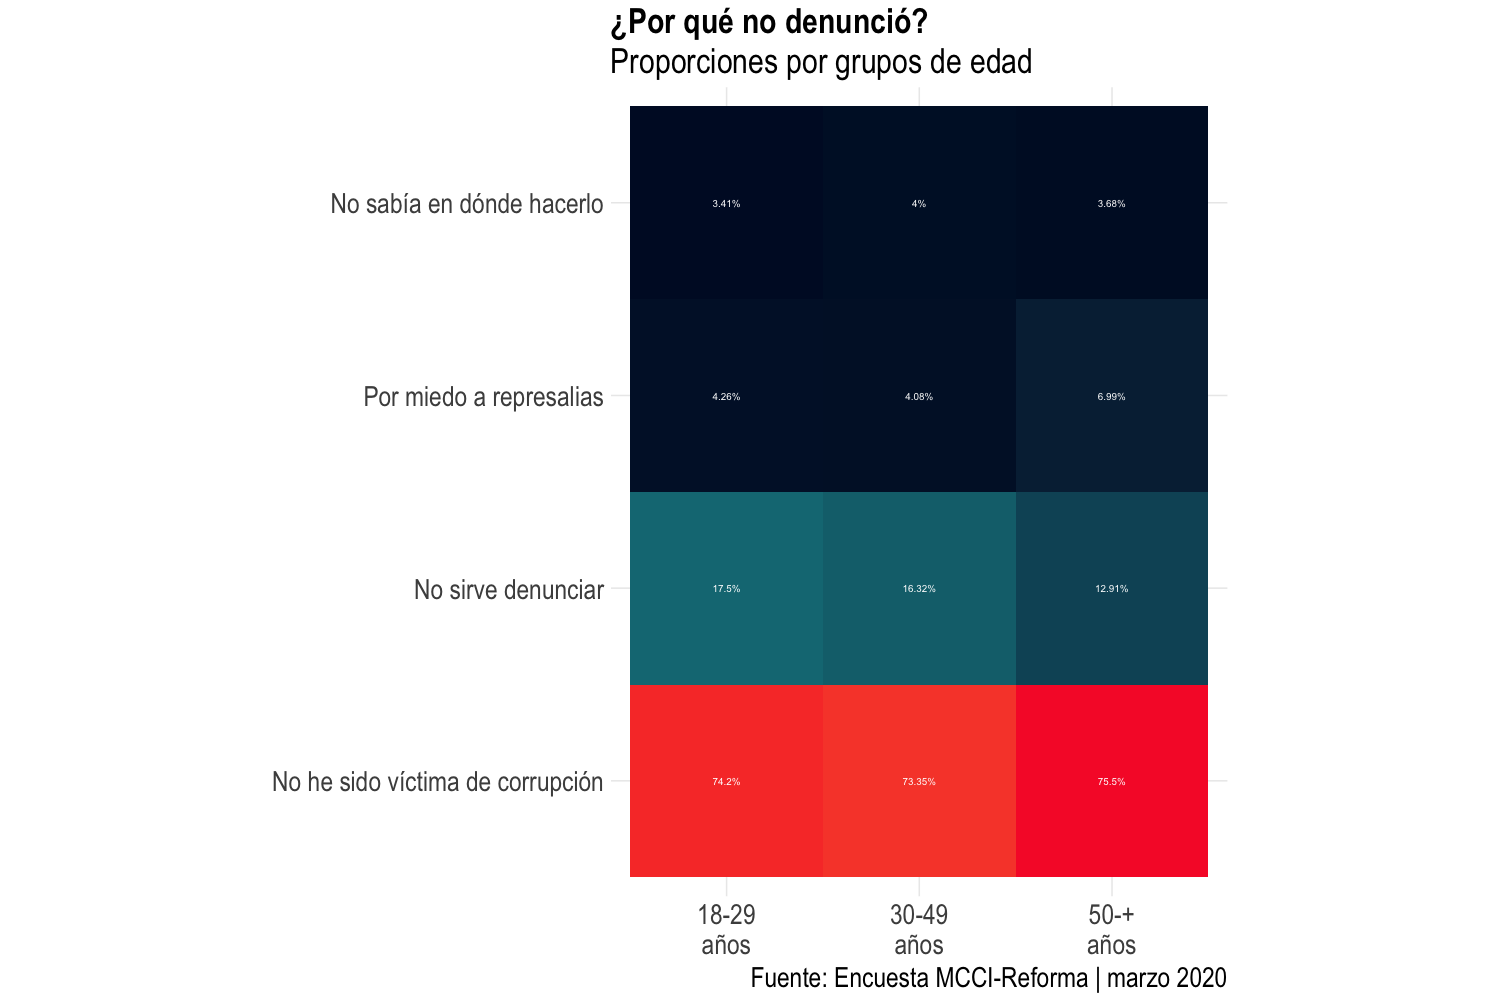 ¿Por qué no denunció?
Proporciones por grupos de edad
No sabía en dónde hacerlo
3.41%
4%
3.68%
Por miedo a represalias
4.26%
4.08%
6.99%
No sirve denunciar
17.5%
16.32%
12.91%
No he sido víctima de corrupción
74.2%
73.35%
75.5%
18-29
años
30-49
años
50-+
años
Fuente: Encuesta MCCI-Reforma | marzo 2020